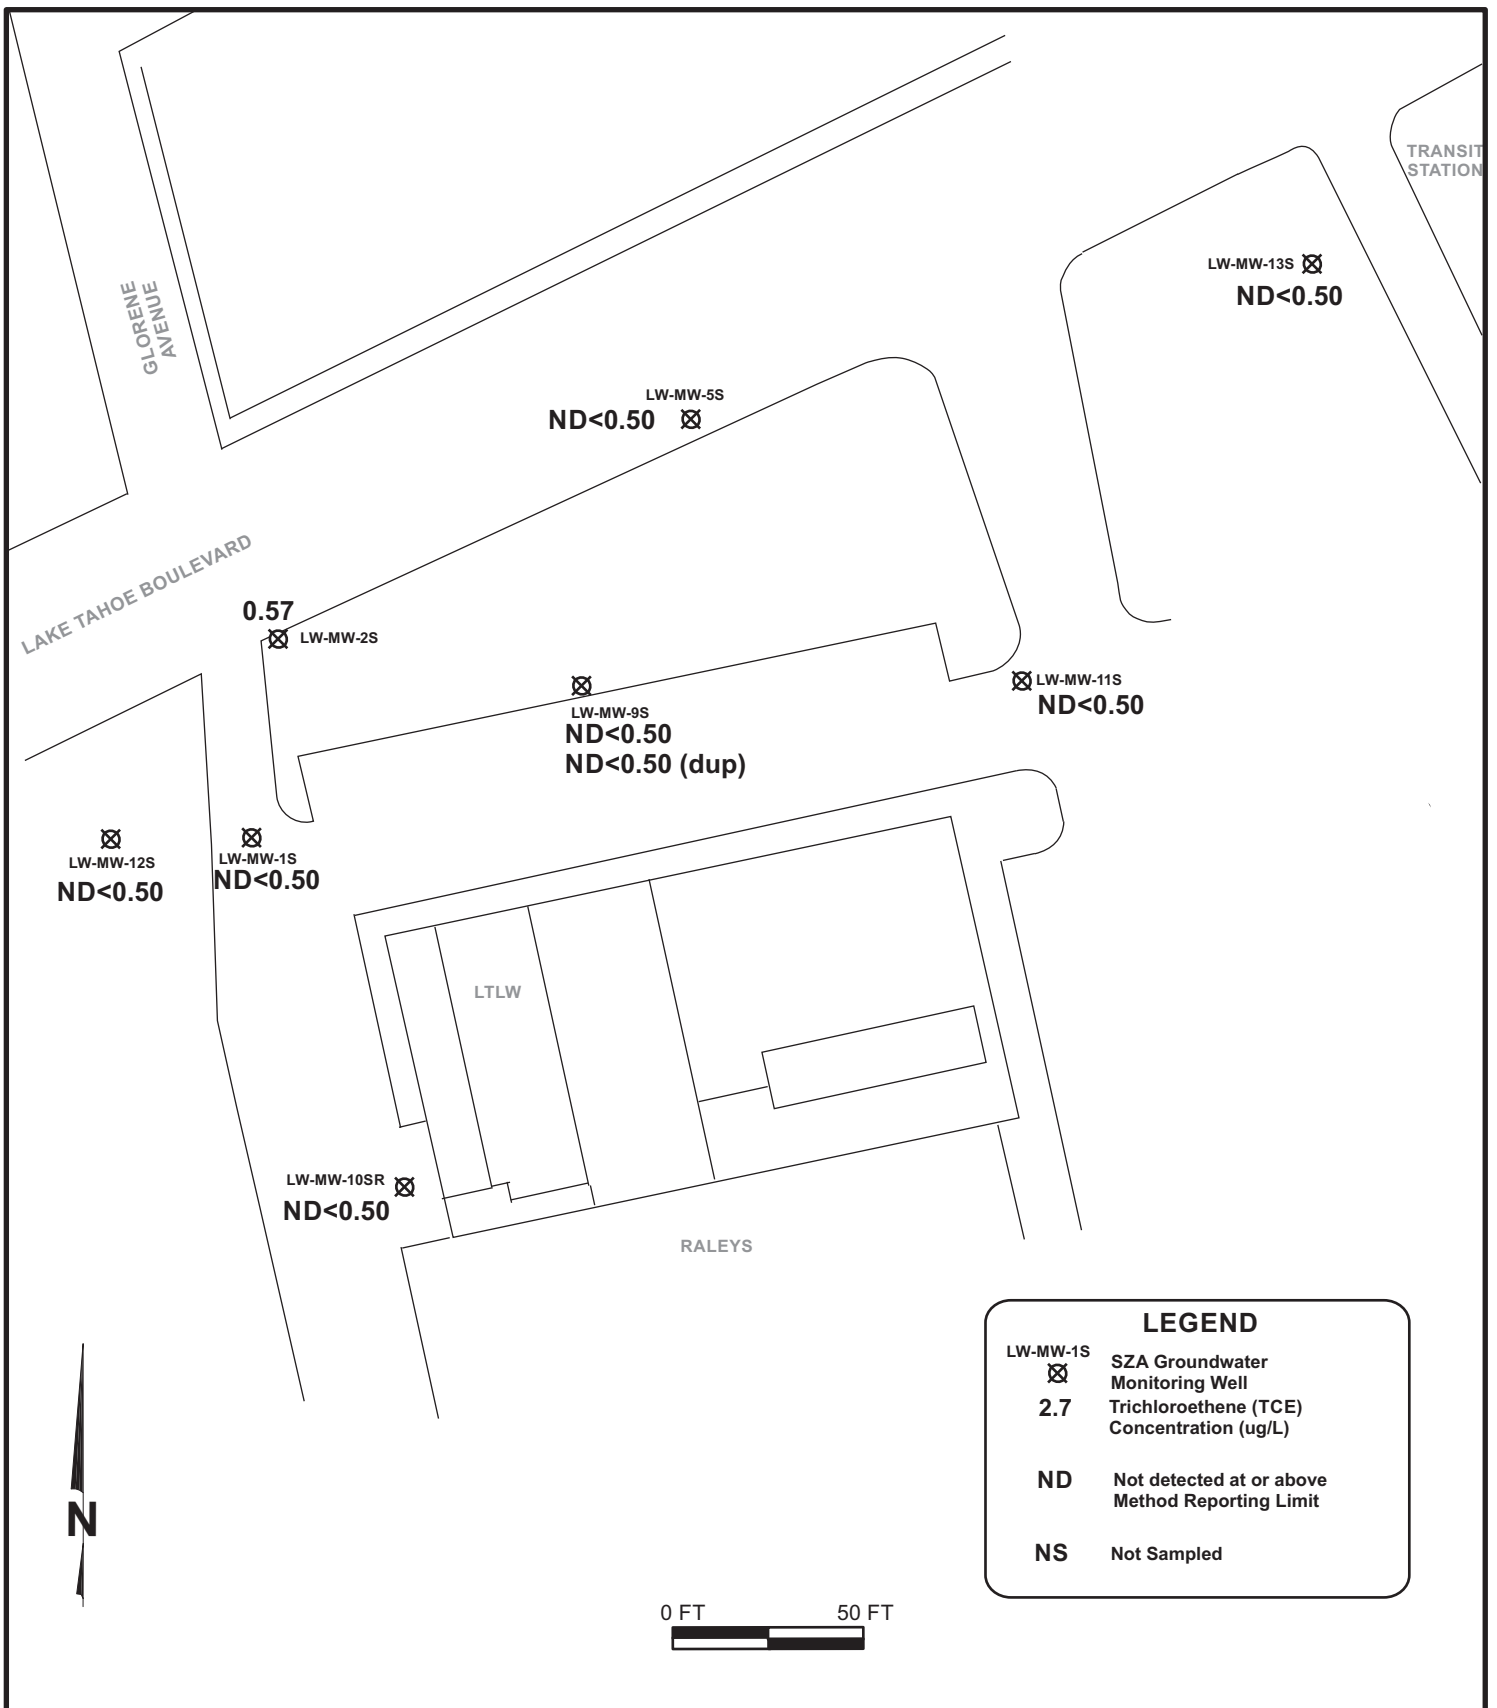 TRANSIT
STATION
LW-MW-13S
ND<0.50
GLORENE
AVENUE
LW-MW-5S
ND<0.50
LAKE TAHOE BOULEVARD
0.57
LW-MW-2S
LW-MW-9S
ND<0.50
ND<0.50 (dup)
LW-MW-11S
ND<0.50
LW-MW-12S
ND<0.50
LW-MW-1S
ND<0.50
LTLW
LW-MW-10SR
ND<0.50
RALEYS
LEGEND
LW-MW-1S
SZA Groundwater
Monitoring Well
2.7 Trichloroethene (TCE)
Concentration (ug/L)
ND Not detected at or above
Method Reporting Limit
NS Not Sampled
N
0 FT 50 FT